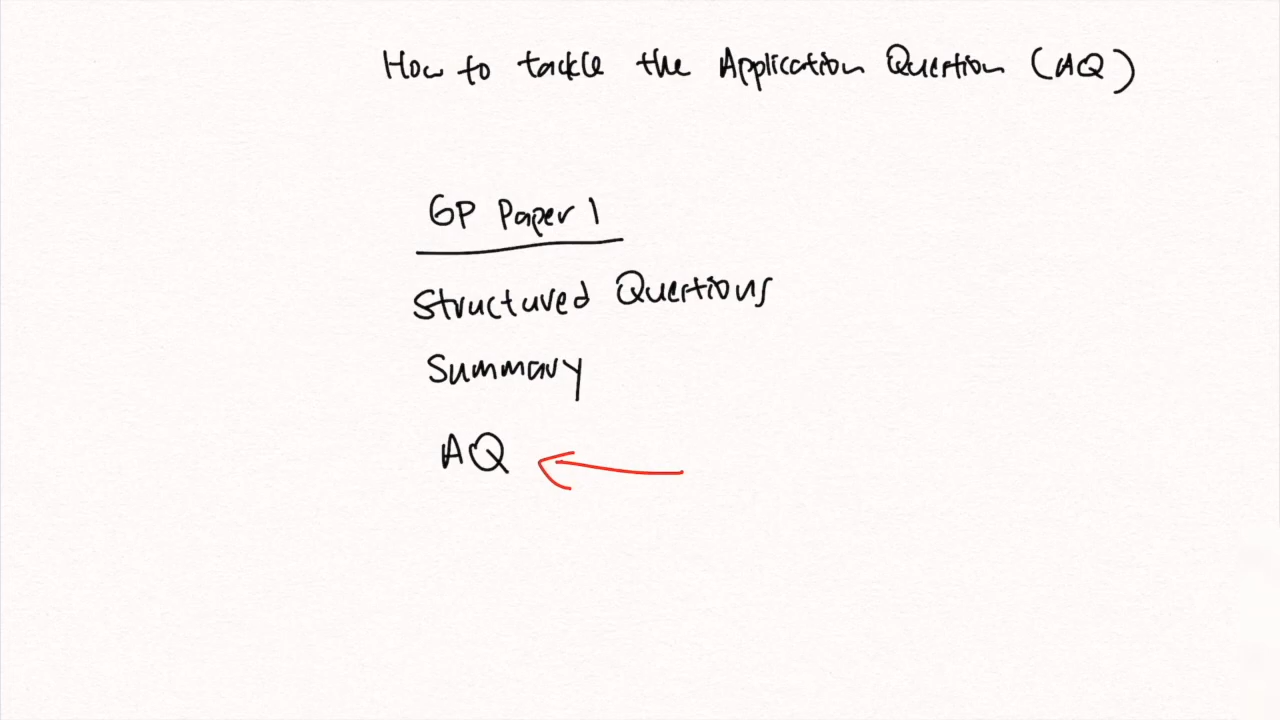 How to tackle the Application Question (AQ)
GP Paper 1
Structured Questions
Summary
AQ